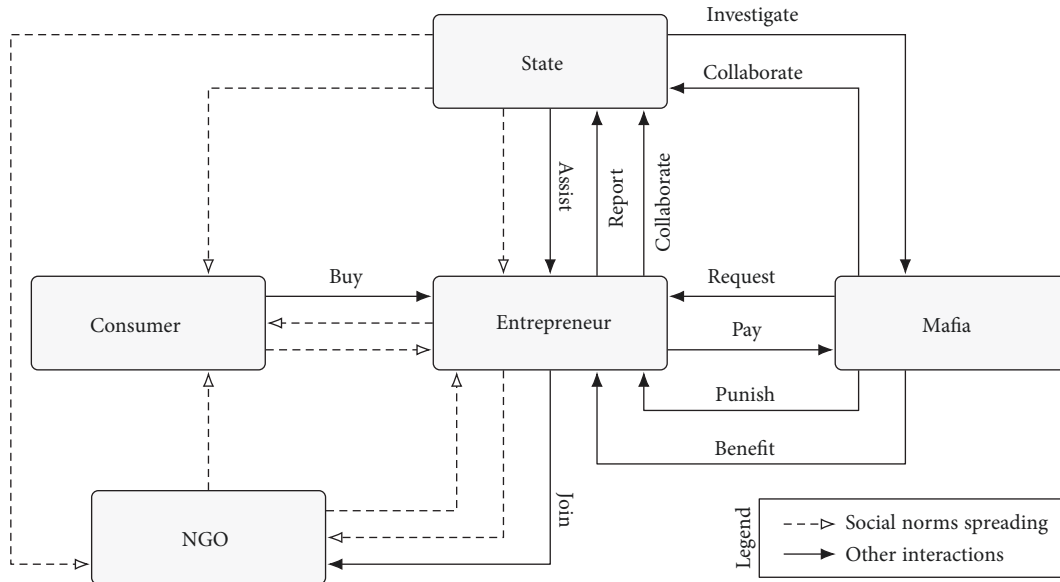 Investigate
State
Collaborate
Assist
Report
Collaborate
Buy
Request
Consumer
Entrepreneur
Mafia
Pay
Punish
Benefit
Join
NGO
Legend
Social norms spreading
Other interactions